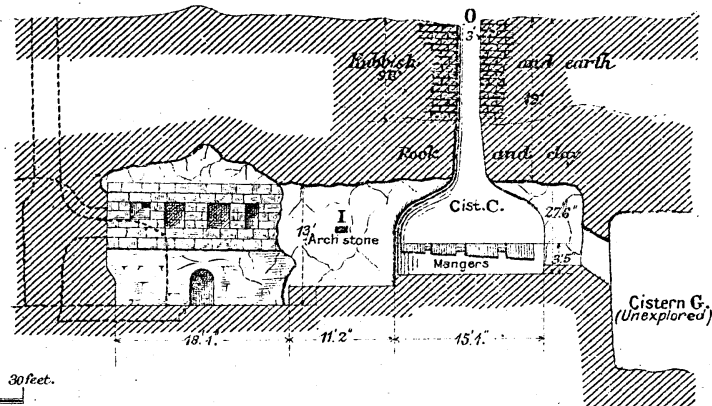 O
3'
Rubbish and earth
19'
Rock and clay
Cist. C.
27'6"
I
13'
Arch stone
Mangers
3'5
Cistern G.
(Unexplored)
18'1."
11'2"
15'1."
30 feet.